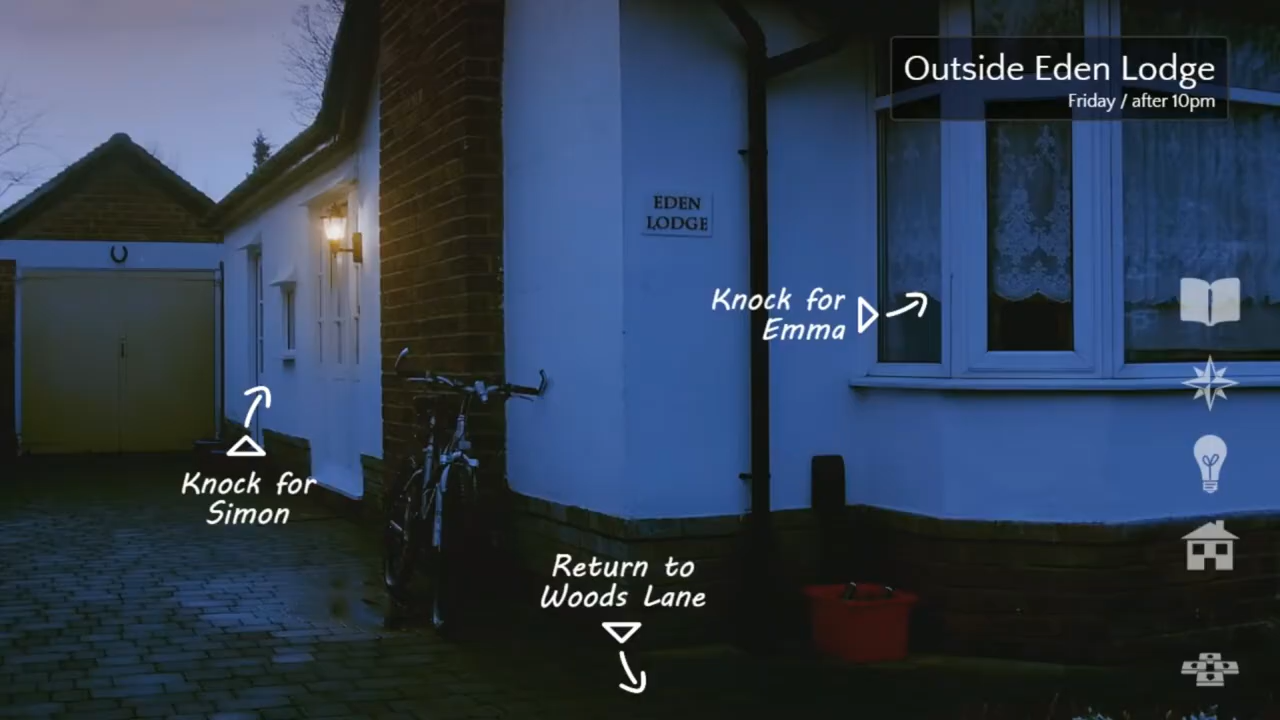 Outside Eden Lodge
Friday / after 10pm
EDEN
LODGE
Knock for
Emma
Knock for
Simon
Return to
Woods Lane